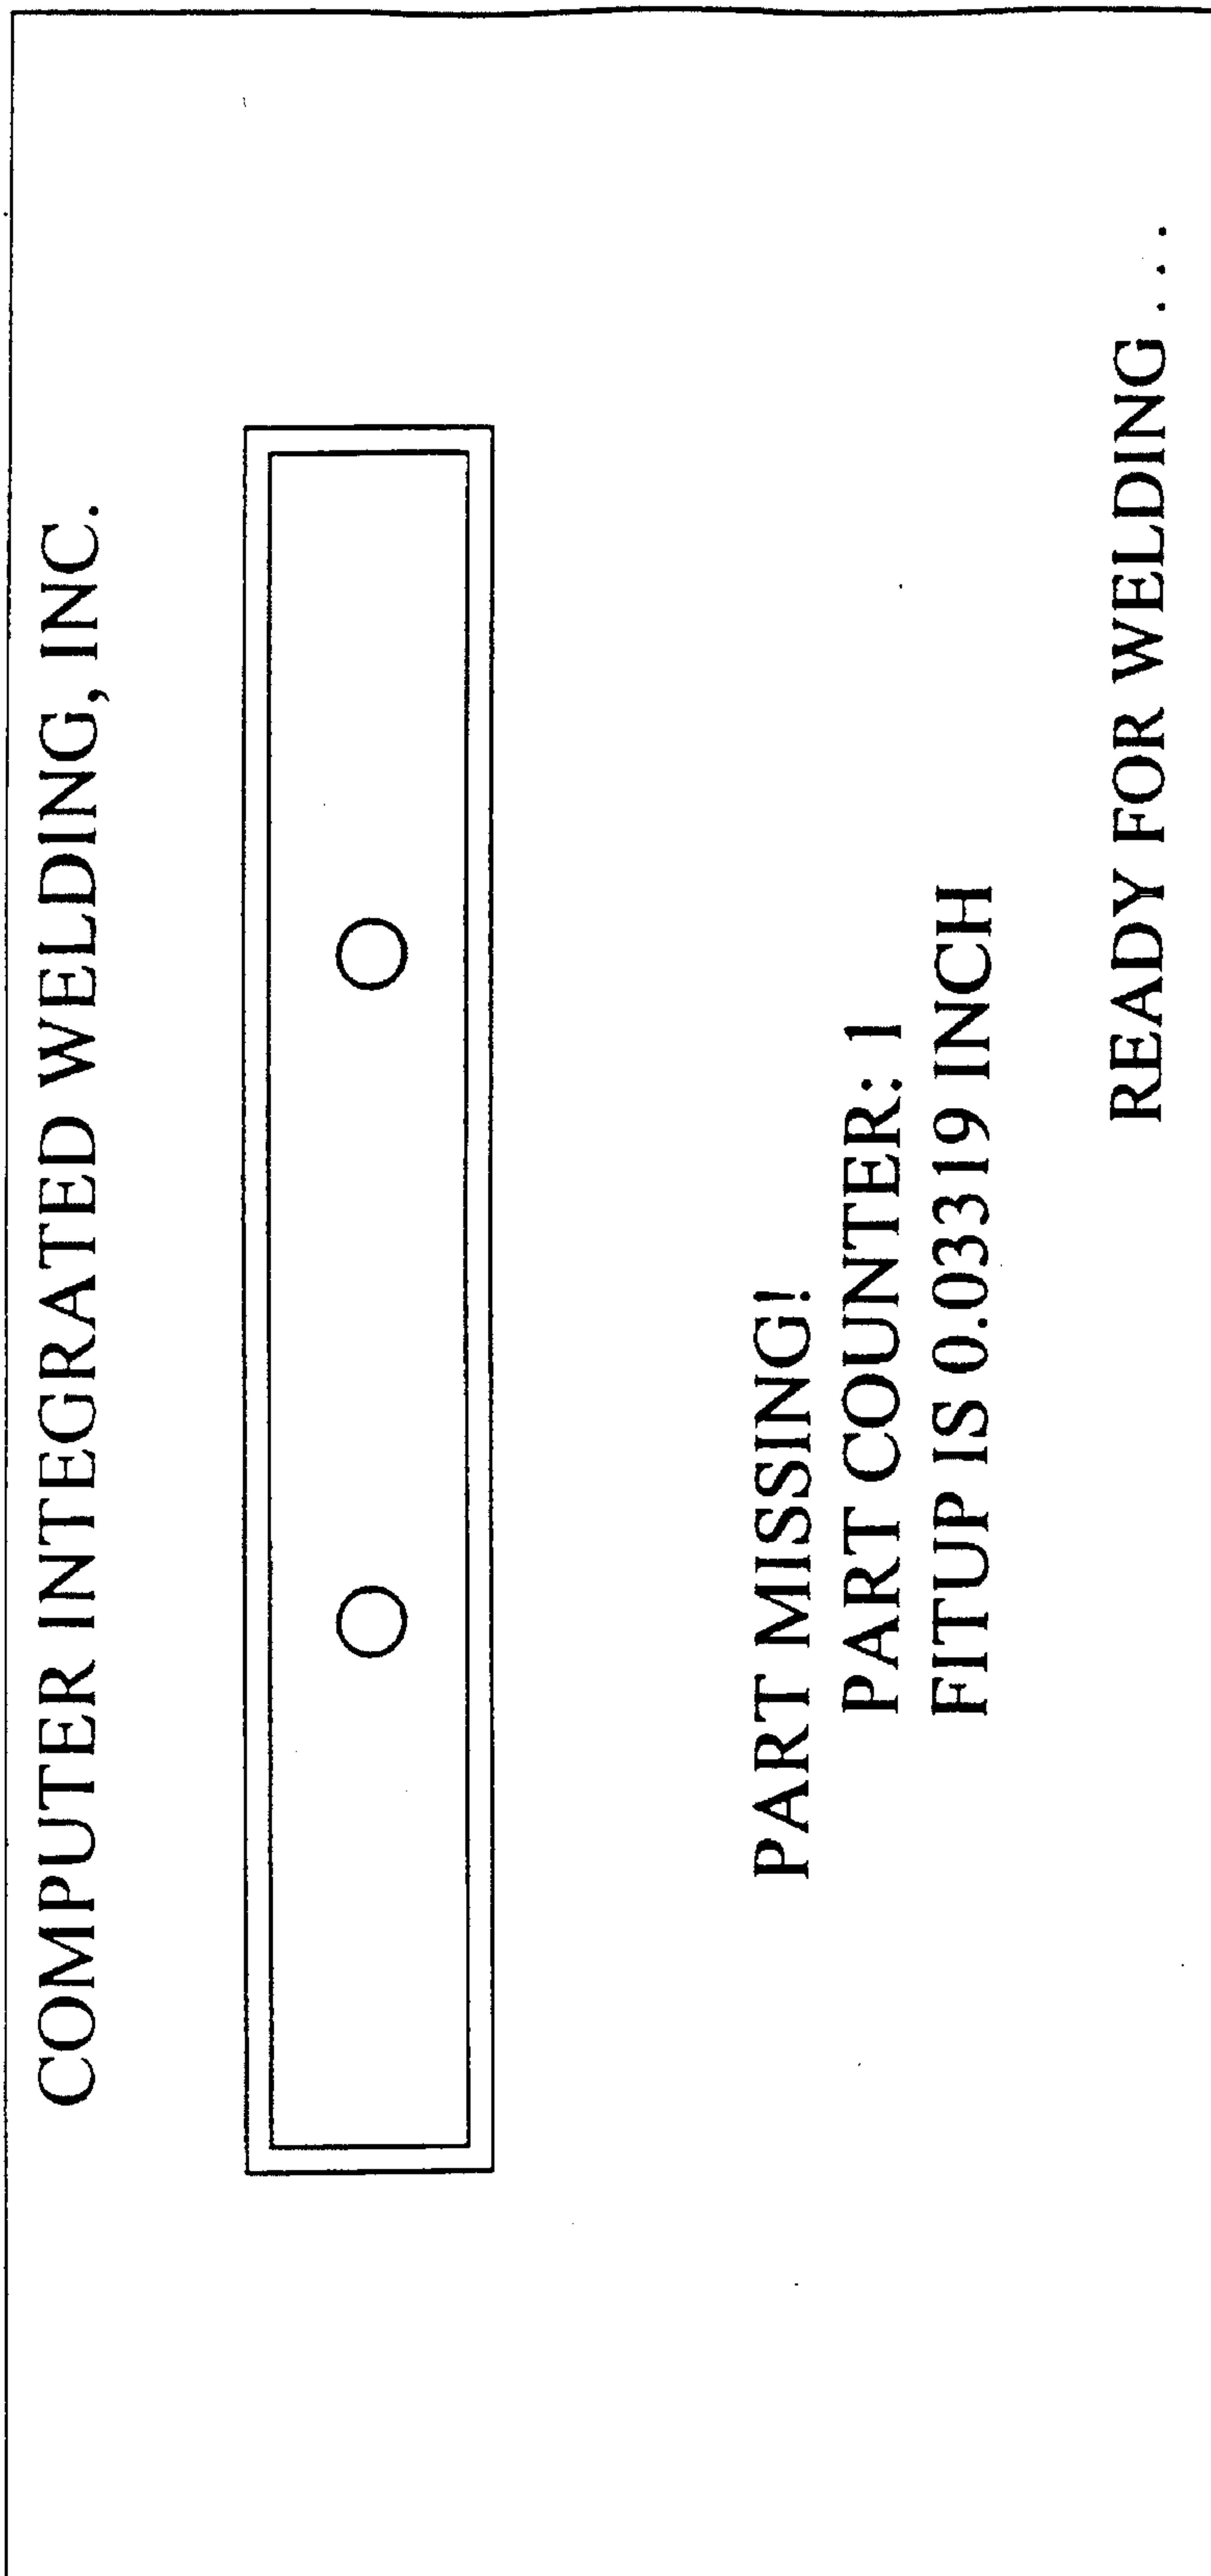 COMPUTER INTEGRATED WELDING, INC.
PART MISSING!
PART COUNTER: 1
FITUP IS 0.03319 INCH
READY FOR WELDING . . .